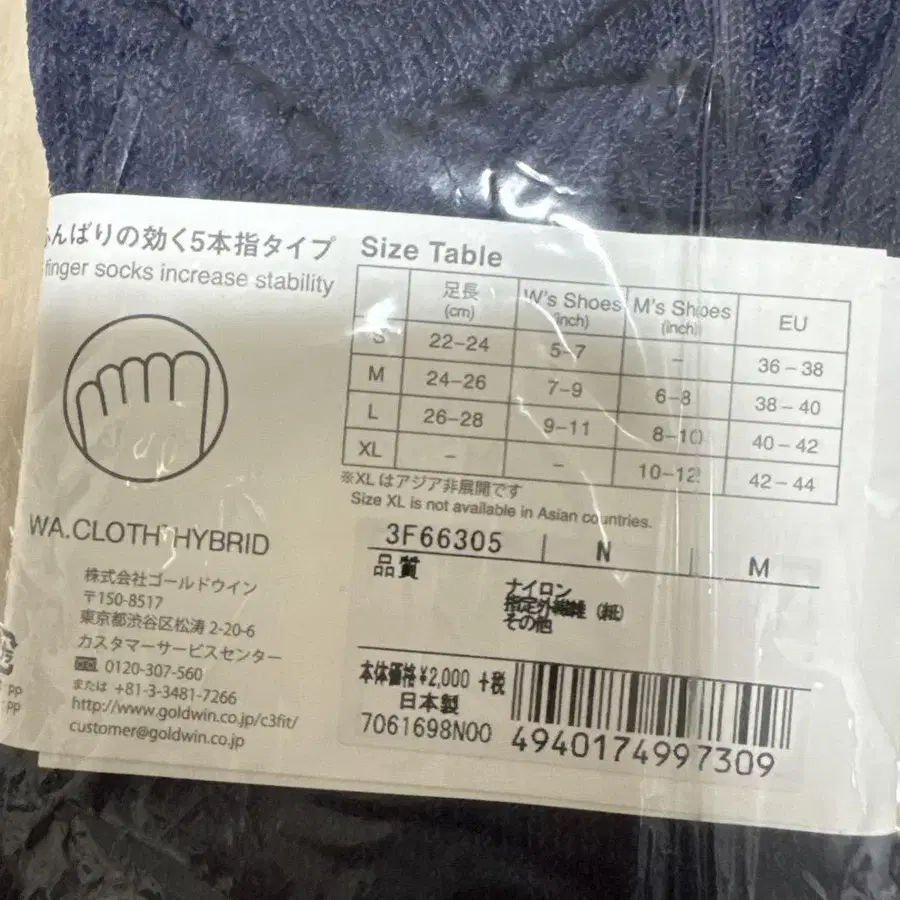 んばりの効く5本指タイプ
finger socks increase stability
WA.CLOTH™ HYBRID
株式会社ゴールドウイン
〒150-8517
東京都渋谷区松涛 2-20-6
カスタマーサービスセンター
0120-307-560
または +81-3-3481-7266
http://www.goldwin.co.jp/c3fit/
customer@goldwin.co.jp
PP
PP
Size Table
足長 (cm) W's Shoes (inch) M's Shoes (inch) EU
S 22–24 5–7 – 36–38
M 24–26 7–9 6–8 38–40
L 26–28 9–11 8–10 40–42
XL – – 10–12 42–44
※XLはアジア非展開です
Size XL is not available in Asian countries.
3F66305 N M
品質
ナイロン
指定外繊維（紙）
その他
本体価格¥2,000 +税
日本製
7061698N00
4940174997309